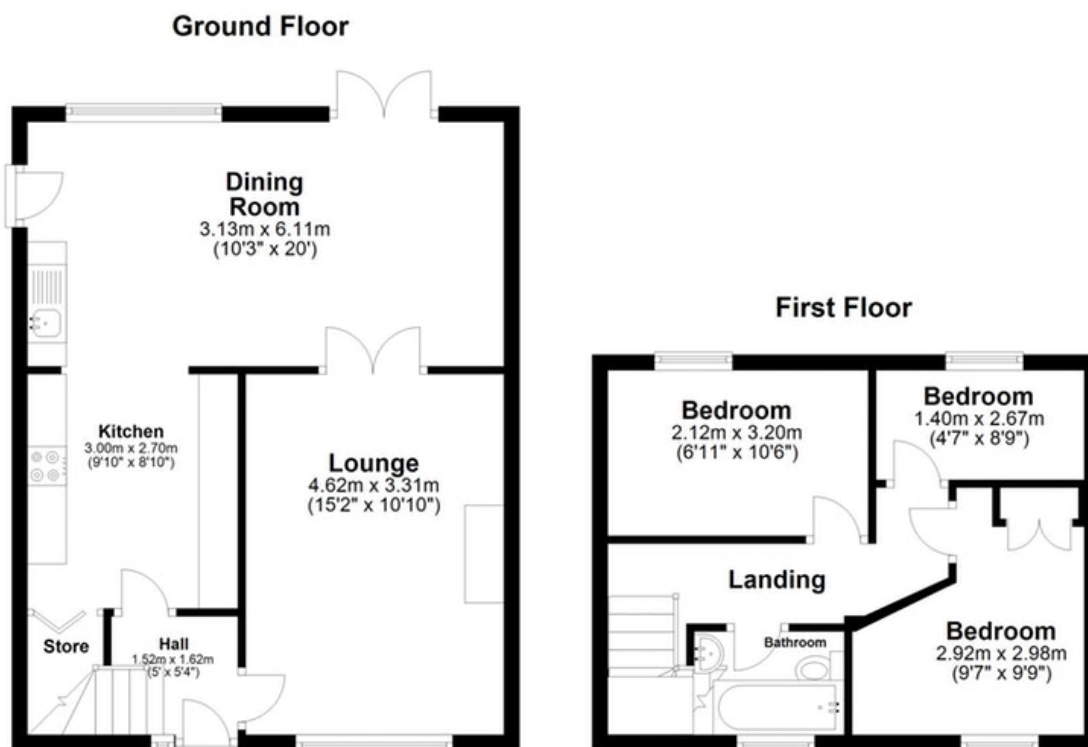 Ground Floor
Dining
Room
3.13m x 6.11m
(10'3" x 20')
Kitchen
3.00m x 2.70m
(9'10" x 8'10")
Lounge
4.62m x 3.31m
(15'2" x 10'10")
Store
Hall
1.52m x 1.62m
(5' x 5'4")
First Floor
Bedroom
2.12m x 3.20m
(6'11" x 10'6")
Bedroom
1.40m x 2.67m
(4'7" x 8'9")
Landing
Bathroom
Bedroom
2.92m x 2.98m
(9'7" x 9'9")